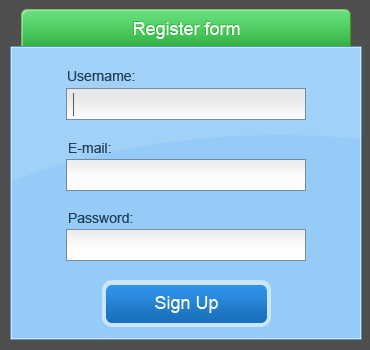 Register form
Username:
E-mail:
Password:
Sign Up